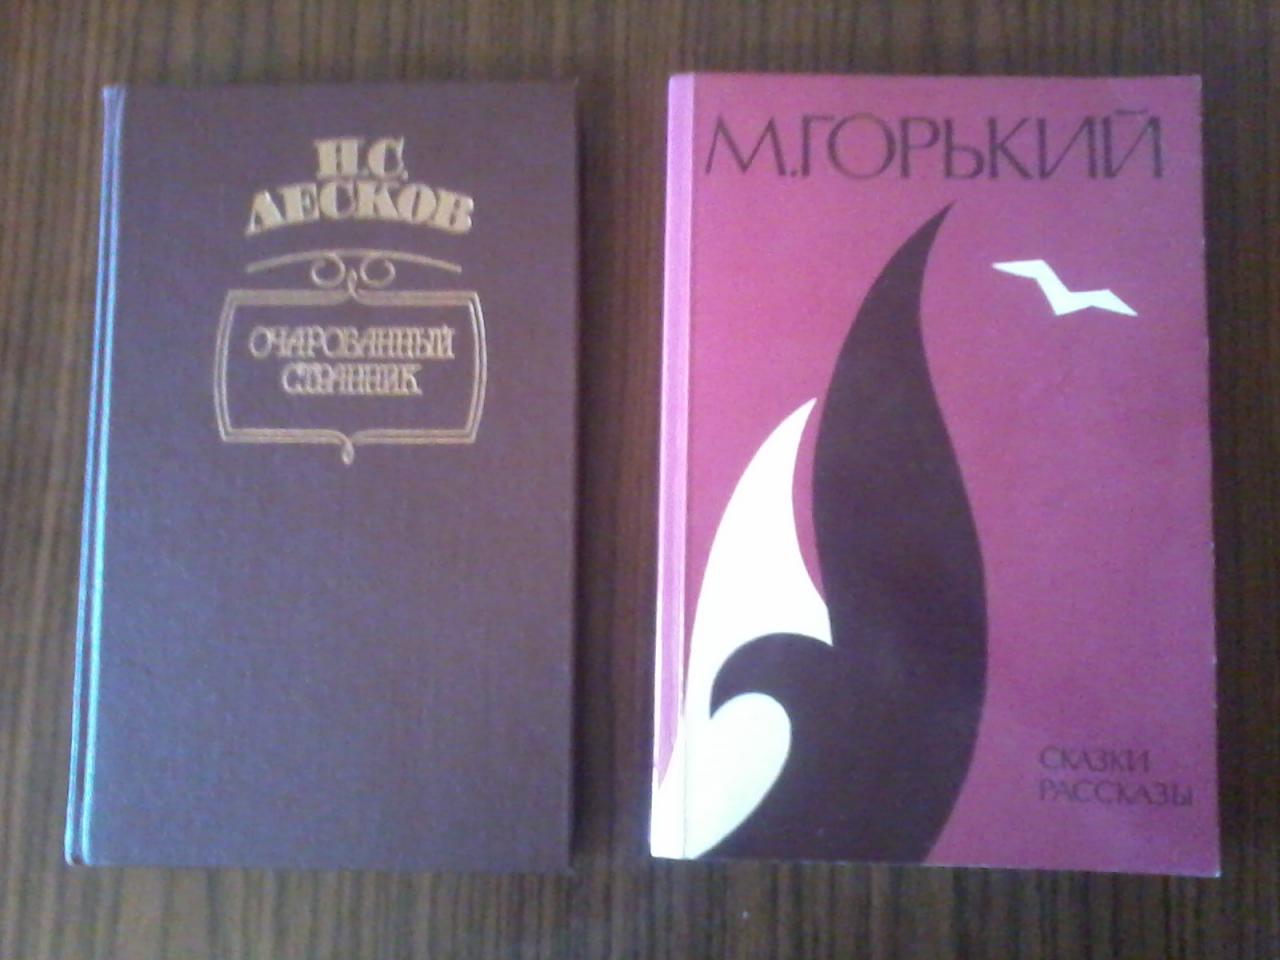 Н.С.
ЛЕСКОВ
ОЧАРОВАННЫЙ
СТРАННИК
М.ГОРЬКИЙ
СКАЗКИ
РАССКАЗЫ